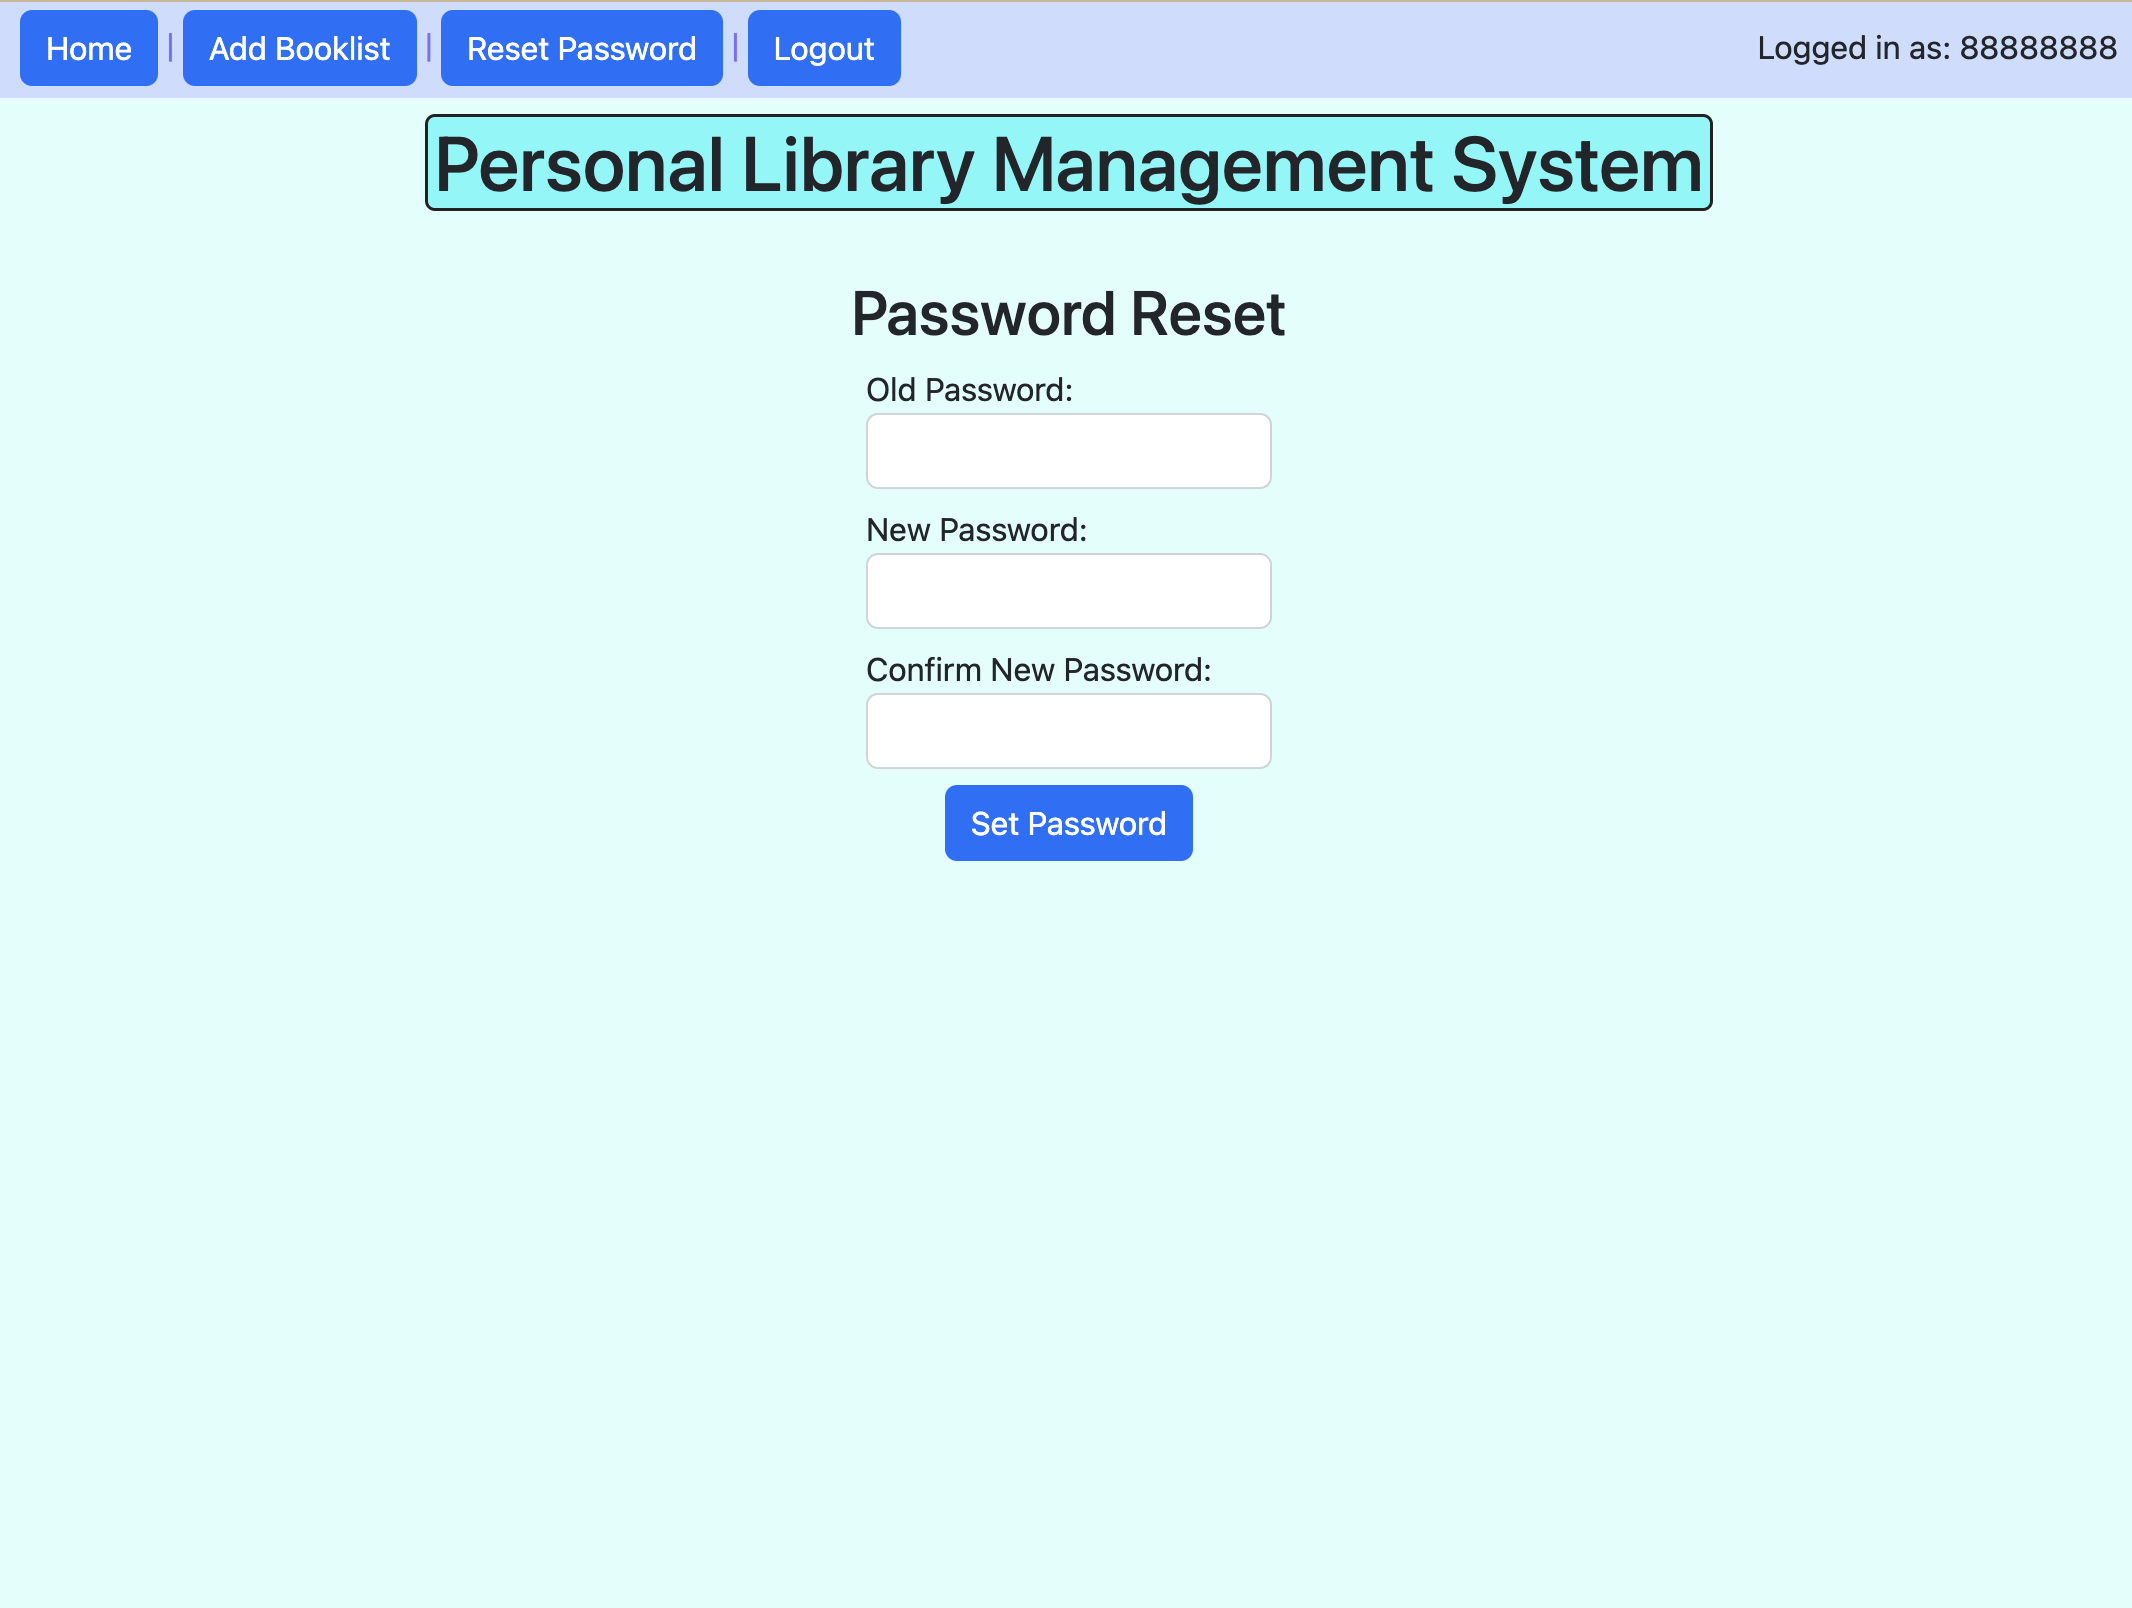 Home | Add Booklist | Reset Password | Logout Logged in as: 88888888
Personal Library Management System
Password Reset
Old Password:
New Password:
Confirm New Password:
Set Password